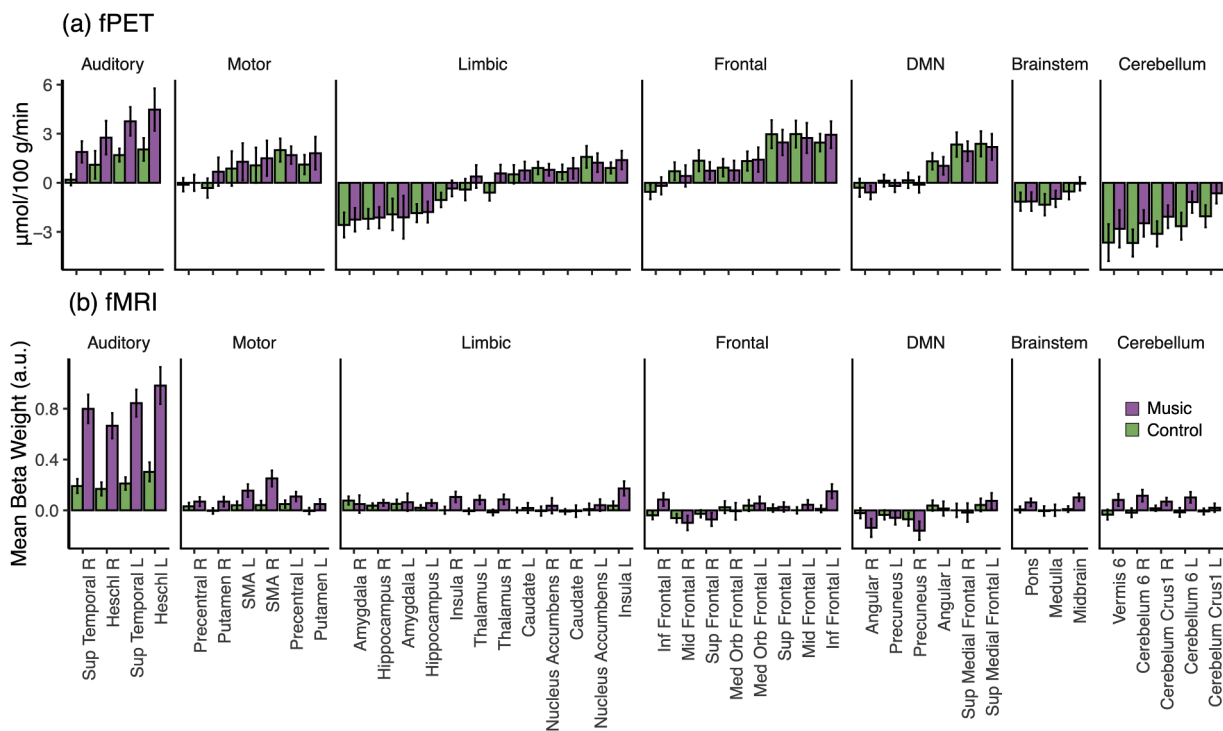 (a) fPET
Auditory Motor Limbic Frontal DMN Brainstem Cerebellum
μmol/100 g/min
6
3
0
−3
(b) fMRI
Auditory Motor Limbic Frontal DMN Brainstem Cerebellum
Mean Beta Weight (a.u.)
0.8
0.4
0.0
Music
Control
Sup Temporal R
Heschl R
Sup Temporal L
Heschl L
Precentral R
Putamen R
SMA L
SMA R
Precentral L
Putamen L
Amygdala R
Hippocampus R
Amygdala L
Hippocampus L
Insula R
Thalamus L
Thalamus R
Caudate L
Nucleus Accumbens R
Caudate R
Nucleus Accumbens L
Insula L
Inf Frontal R
Mid Frontal R
Sup Frontal R
Med Orb Frontal R
Med Orb Frontal L
Sup Frontal L
Mid Frontal L
Inf Frontal L
Angular R
Precuneus L
Precuneus R
Angular L
Sup Medial Frontal R
Sup Medial Frontal L
Pons
Medulla
Midbrain
Vermis 6
Cerebellum 6 R
Cerebellum Crus1 R
Cerebellum 6 L
Cerebellum Crus1 L